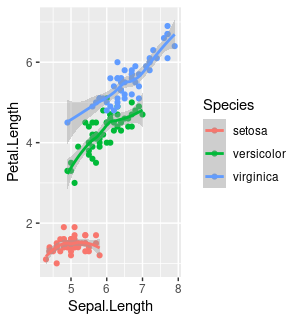 Petal.Length
6
4
2
5
6
7
8
Sepal.Length
Species
setosa
versicolor
virginica